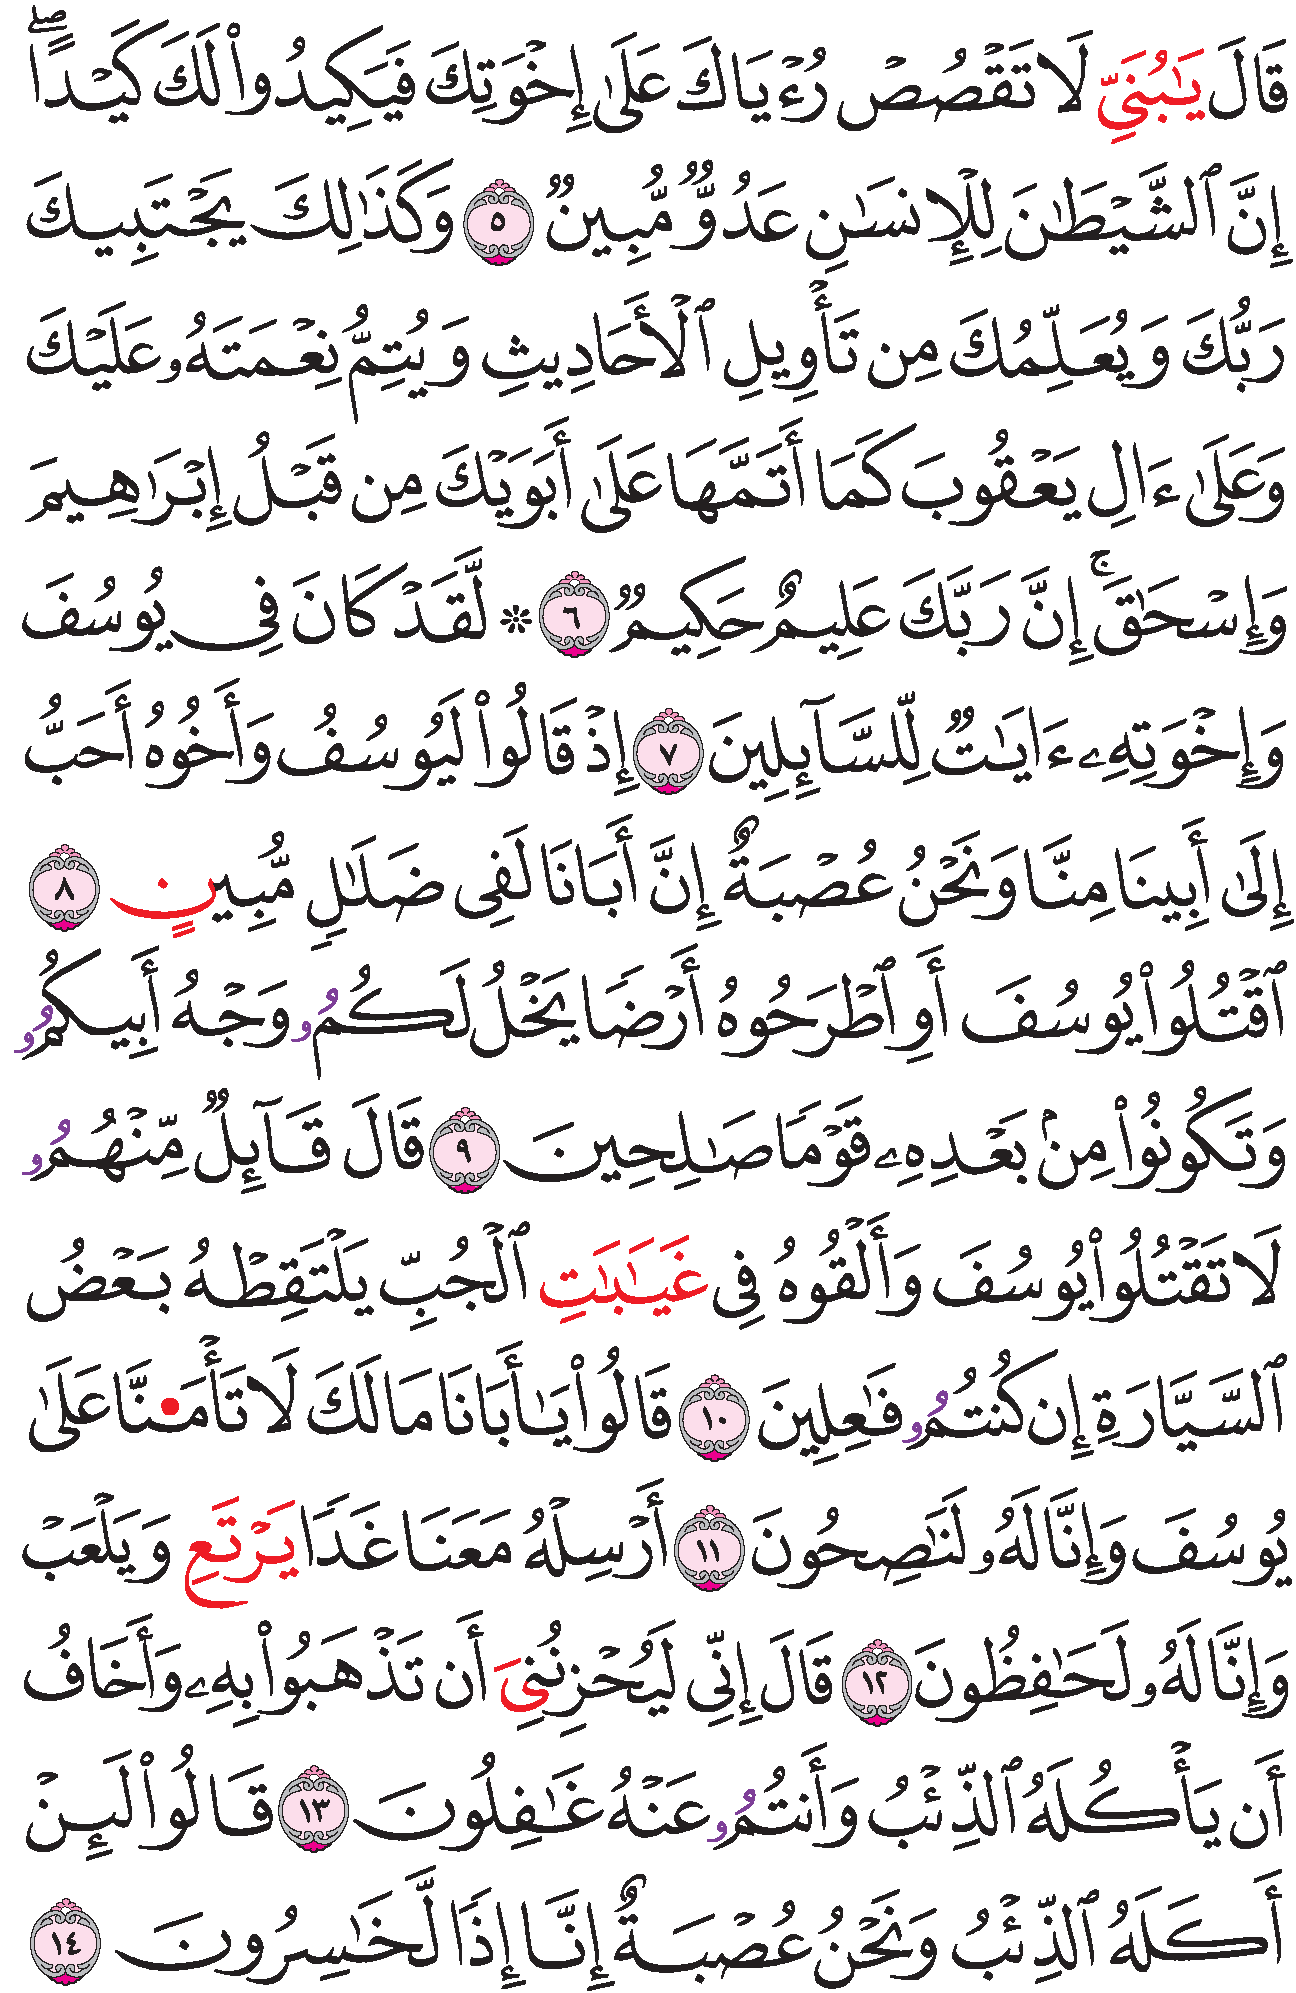 قَالَ يَٰبُنَيِّ لَا تَقۡصُصۡ رُءۡيَاكَ عَلَىٰٓ إِخۡوَتِكَ فَيَكِيدُواْ لَكَ كَيۡدًاۖ
إِنَّ ٱلشَّيۡطَٰنَ لِلۡإِنسَٰنِ عَدُوّٞ مُّبِينٞ ٥ وَكَذَٰلِكَ يَجۡتَبِيكَ
رَبُّكَ وَيُعَلِّمُكَ مِن تَأۡوِيلِ ٱلۡأَحَادِيثِ وَيُتِمُّ نِعۡمَتَهُۥ عَلَيۡكَ
وَعَلَىٰٓ ءَالِ يَعۡقُوبَ كَمَآ أَتَمَّهَا عَلَىٰٓ أَبَوَيۡكَ مِن قَبۡلُ إِبۡرَٰهِيمَ
وَإِسۡحَٰقَۚ إِنَّ رَبَّكَ عَلِيمٌ حَكِيمٞ ٦ ۞ لَّقَدۡ كَانَ فِي يُوسُفَ
وَإِخۡوَتِهِۦٓ ءَايَٰتٞ لِّلسَّآئِلِينَ ٧ إِذۡ قَالُواْ لَيُوسُفُ وَأَخُوهُ أَحَبُّ
إِلَىٰٓ أَبِينَا مِنَّا وَنَحۡنُ عُصۡبَةٌ إِنَّ أَبَانَا لَفِي ضَلَٰلٖ مُّبِينٍ ٨
ٱقۡتُلُواْ يُوسُفَ أَوِ ٱطۡرَحُوهُ أَرۡضٗا يَخۡلُ لَكُمُۥ وَجۡهُ أَبِيكُمُۥ
وَتَكُونُواْ مِنۢ بَعۡدِهِۦ قَوۡمٗا صَٰلِحِينَ ٩ قَالَ قَآئِلٞ مِّنۡهُمُۥ
لَا تَقۡتُلُواْ يُوسُفَ وَأَلۡقُوهُ فِي غَيَٰبَٰتِ ٱلۡجُبِّ يَلۡتَقِطۡهُ بَعۡضُ
ٱلسَّيَّارَةِ إِن كُنتُمُۥ فَٰعِلِينَ ١٠ قَالُواْ يَٰٓأَبَانَا مَا لَكَ لَا تَأۡمَ۬نَّا عَلَىٰ
يُوسُفَ وَإِنَّا لَهُۥ لَنَٰصِحُونَ ١١ أَرۡسِلۡهُ مَعَنَا غَدٗا يَرۡتَعِ وَيَلۡعَبۡ
وَإِنَّا لَهُۥ لَحَٰفِظُونَ ١٢ قَالَ إِنِّي لَيُحۡزِنُنِيَ أَن تَذۡهَبُواْ بِهِۦ وَأَخَافُ
أَن يَأۡكُلَهُ ٱلذِّئۡبُ وَأَنتُمُۥ عَنۡهُ غَٰفِلُونَ ١٣ قَالُواْ لَئِنۡ
أَكَلَهُ ٱلذِّئۡبُ وَنَحۡنُ عُصۡبَةٌ إِنَّآ إِذٗا لَّخَٰسِرُونَ ١٤